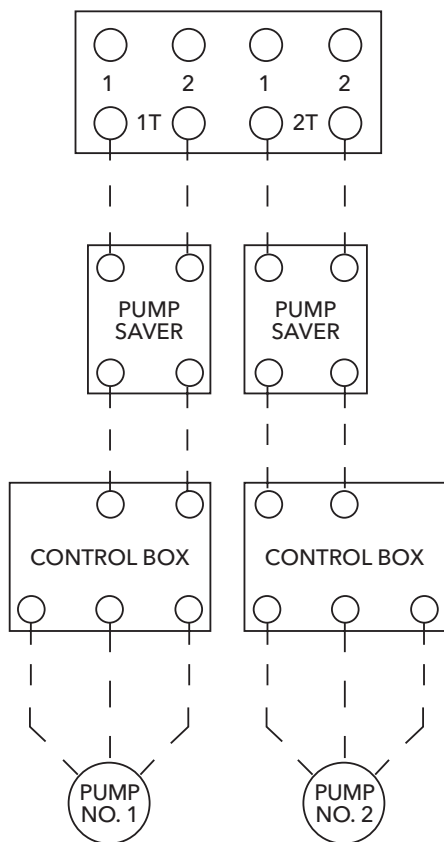 1 2 1 2
1T 2T
PUMP
SAVER
PUMP
SAVER
CONTROL BOX
CONTROL BOX
PUMP
NO. 1
PUMP
NO. 2